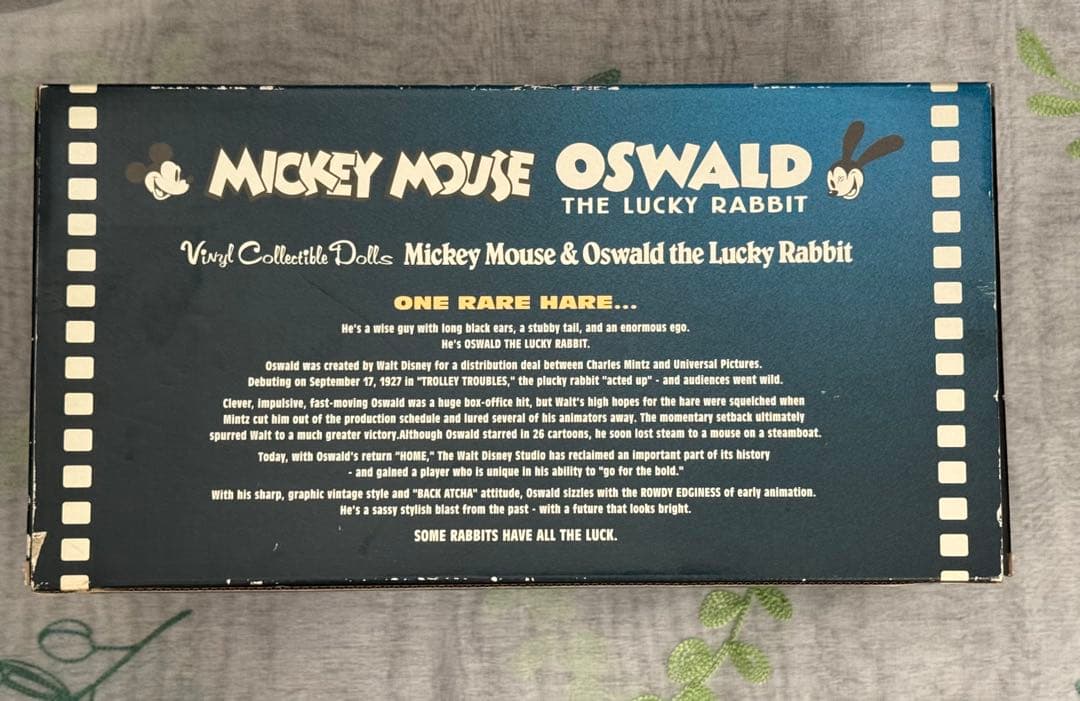 MICKEY MOUSE OSWALD
THE LUCKY RABBIT
Vinyl Collectible Dolls Mickey Mouse & Oswald the Lucky Rabbit
ONE RARE HARE...
He's a wise guy with long black ears, a stubby tail, and an enormous ego.
He's OSWALD THE LUCKY RABBIT.
Oswald was created by Walt Disney for a distribution deal between Charles Mintz and Universal Pictures.
Debuting on September 17, 1927 in "TROLLEY TROUBLES," the plucky rabbit "acted up" - and audiences went wild.
Clever, impulsive, fast-moving Oswald was a huge box-office hit, but Walt's high hopes for the hare were squelched when
Mintz cut him out of the production schedule and lured several of his animators away. The momentary setback ultimately
spurred Walt to a much greater victory.Although Oswald starred in 26 cartoons, he soon lost steam to a mouse on a steamboat.
Today, with Oswald's return "HOME," The Walt Disney Studio has reclaimed an important part of its history
- and gained a player who is unique in his ability to "go for the bold."
With his sharp, graphic vintage style and "BACK ATCHA" attitude, Oswald sizzles with the ROWDY EDGINESS of early animation.
He's a sassy stylish blast from the past - with a future that looks bright.
SOME RABBITS HAVE ALL THE LUCK.